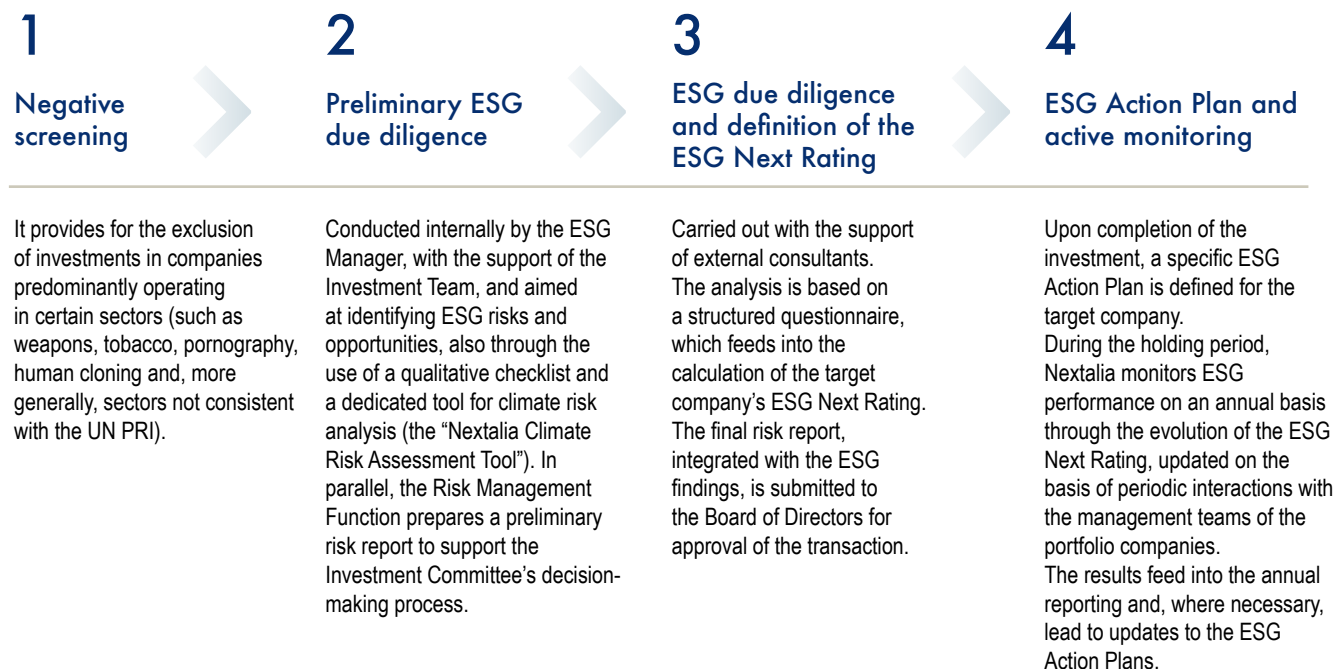 1
Negative
screening
It provides for the exclusion
of investments in companies
predominantly operating
in certain sectors (such as
weapons, tobacco, pornography,
human cloning and, more
generally, sectors not consistent
with the UN PRI).
2
Preliminary ESG
due diligence
Conducted internally by the ESG
Manager, with the support of the
Investment Team, and aimed
at identifying ESG risks and
opportunities, also through the
use of a qualitative checklist and
a dedicated tool for climate risk
analysis (the “Nextalia Climate
Risk Assessment Tool”). In
parallel, the Risk Management
Function prepares a preliminary
risk report to support the
Investment Committee’s decision-
making process.
3
ESG due diligence
and definition of the
ESG Next Rating
Carried out with the support
of external consultants.
The analysis is based on
a structured questionnaire,
which feeds into the
calculation of the target
company’s ESG Next Rating.
The final risk report,
integrated with the ESG
findings, is submitted to
the Board of Directors for
approval of the transaction.
4
ESG Action Plan and
active monitoring
Upon completion of the
investment, a specific ESG
Action Plan is defined for the
target company.
During the holding period,
Nextalia monitors ESG
performance on an annual basis
through the evolution of the ESG
Next Rating, updated on the
basis of periodic interactions with
the management teams of the
portfolio companies.
The results feed into the annual
reporting and, where necessary,
lead to updates to the ESG
Action Plans.